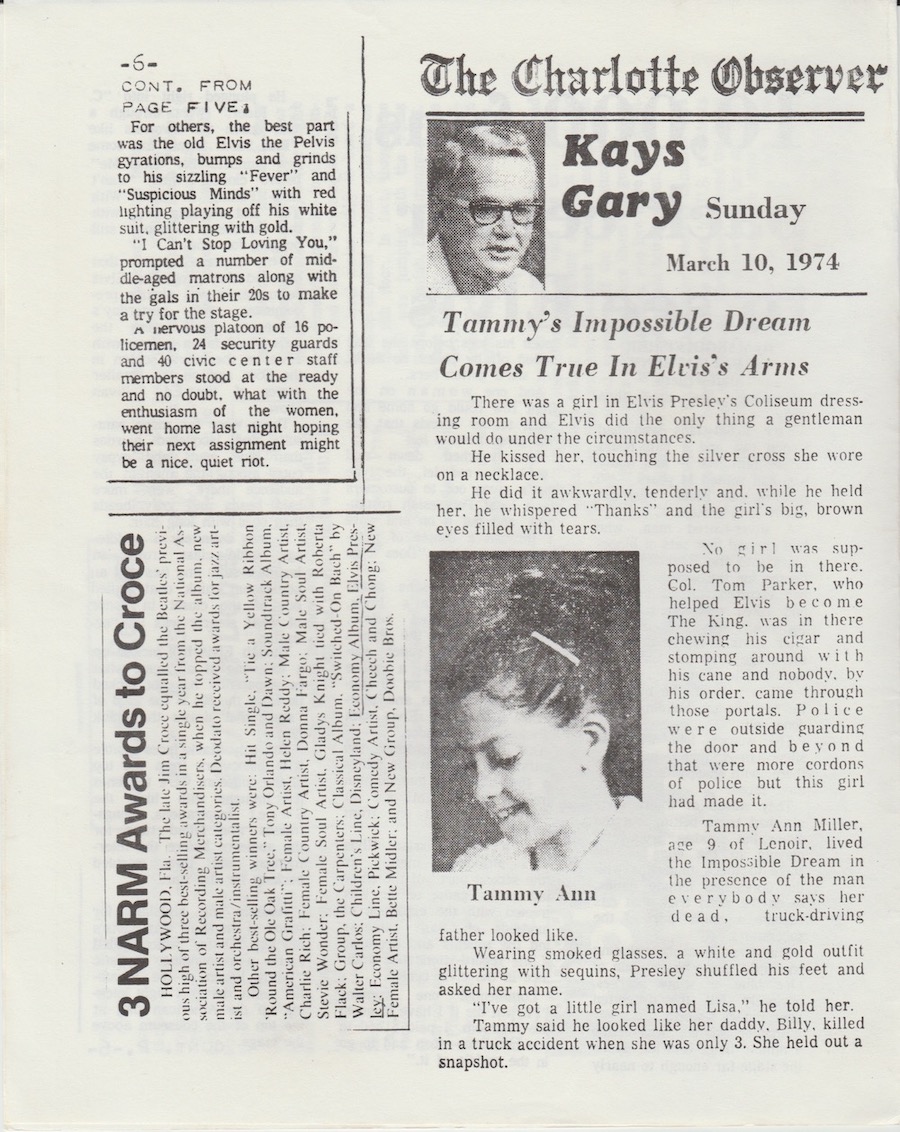 -6-
CONT. FROM
PAGE FIVE:
For others, the best part
was the old Elvis the Pelvis
gyrations, bumps and grinds
to his sizzling "Fever" and
"Suspicious Minds" with red
lighting playing off his white
suit, glittering with gold.
"I Can't Stop Loving You,"
prompted a number of mid-
dle-aged matrons along with
the gals in their 20s to make
a try for the stage.
A nervous platoon of 16 po-
licemen, 24 security guards
and 40 civic center staff
members stood at the ready
and no doubt, what with the
enthusiasm of the women,
went home last night hoping
their next assignment might
be a nice, quiet riot.
3 NARM Awards to Croce
HOLLYWOOD, Fla. The late Jim Croce equalled the Beatles' previ-
ous high of three best-selling awards in a single year from the National As-
sociation of Recording Merchandisers, when he topped the album, new
male artist and male artist categories. Deodato received awards for jazz art-
ist and orchestra/instrumentalist.
Other best-selling winners were: Hit Single, "Tie a Yellow Ribbon
'Round the Ole Oak Tree," Tony Orlando and Dawn; Soundtrack Album,
"American Grafitti"; Female Artist, Helen Reddy; Male Country Artist,
Charlie Rich; Female Country Artist, Donna Fargo; Male Soul Artist,
Stevie Wonder; Female Soul Artist, Gladys Knight tied with Roberta
Flack; Group, the Carpenters; Classical Album, "Switched-On Bach" by
Walter Carlos; Children's Line, Disneyland; Economy Album, Elvis Pres-
ley; Economy Line, Pickwick; Comedy Artist, Cheech and Chong; New
Female Artist, Bette Midler; and New Group, Doobie Bros.
The Charlotte Observer
Kays
Gary Sunday
March 10, 1974
Tammy's Impossible Dream
Comes True In Elvis's Arms
There was a girl in Elvis Presley's Coliseum dress-
ing room and Elvis did the only thing a gentleman
would do under the circumstances.
He kissed her, touching the silver cross she wore
on a necklace.
He did it awkwardly, tenderly and, while he held
her, he whispered "Thanks" and the girl's big, brown
eyes filled with tears.
No girl was sup-
posed to be in there.
Col. Tom Parker, who
helped Elvis become
The King, was in there
chewing his cigar and
stomping around with
his cane and nobody, by
his order, came through
those portals. Police
were outside guarding
the door and beyond
that were more cordons
of police but this girl
had made it.
Tammy Ann Miller,
age 9 of Lenoir, lived
the Impossible Dream in
the presence of the man
everybody says her
dead, truck-driving
Tammy Ann
father looked like.
Wearing smoked glasses, a white and gold outfit
glittering with sequins, Presley shuffled his feet and
asked her name.
"I've got a little girl named Lisa," he told her.
Tammy said he looked like her daddy, Billy, killed
in a truck accident when she was only 3. She held out a
snapshot.